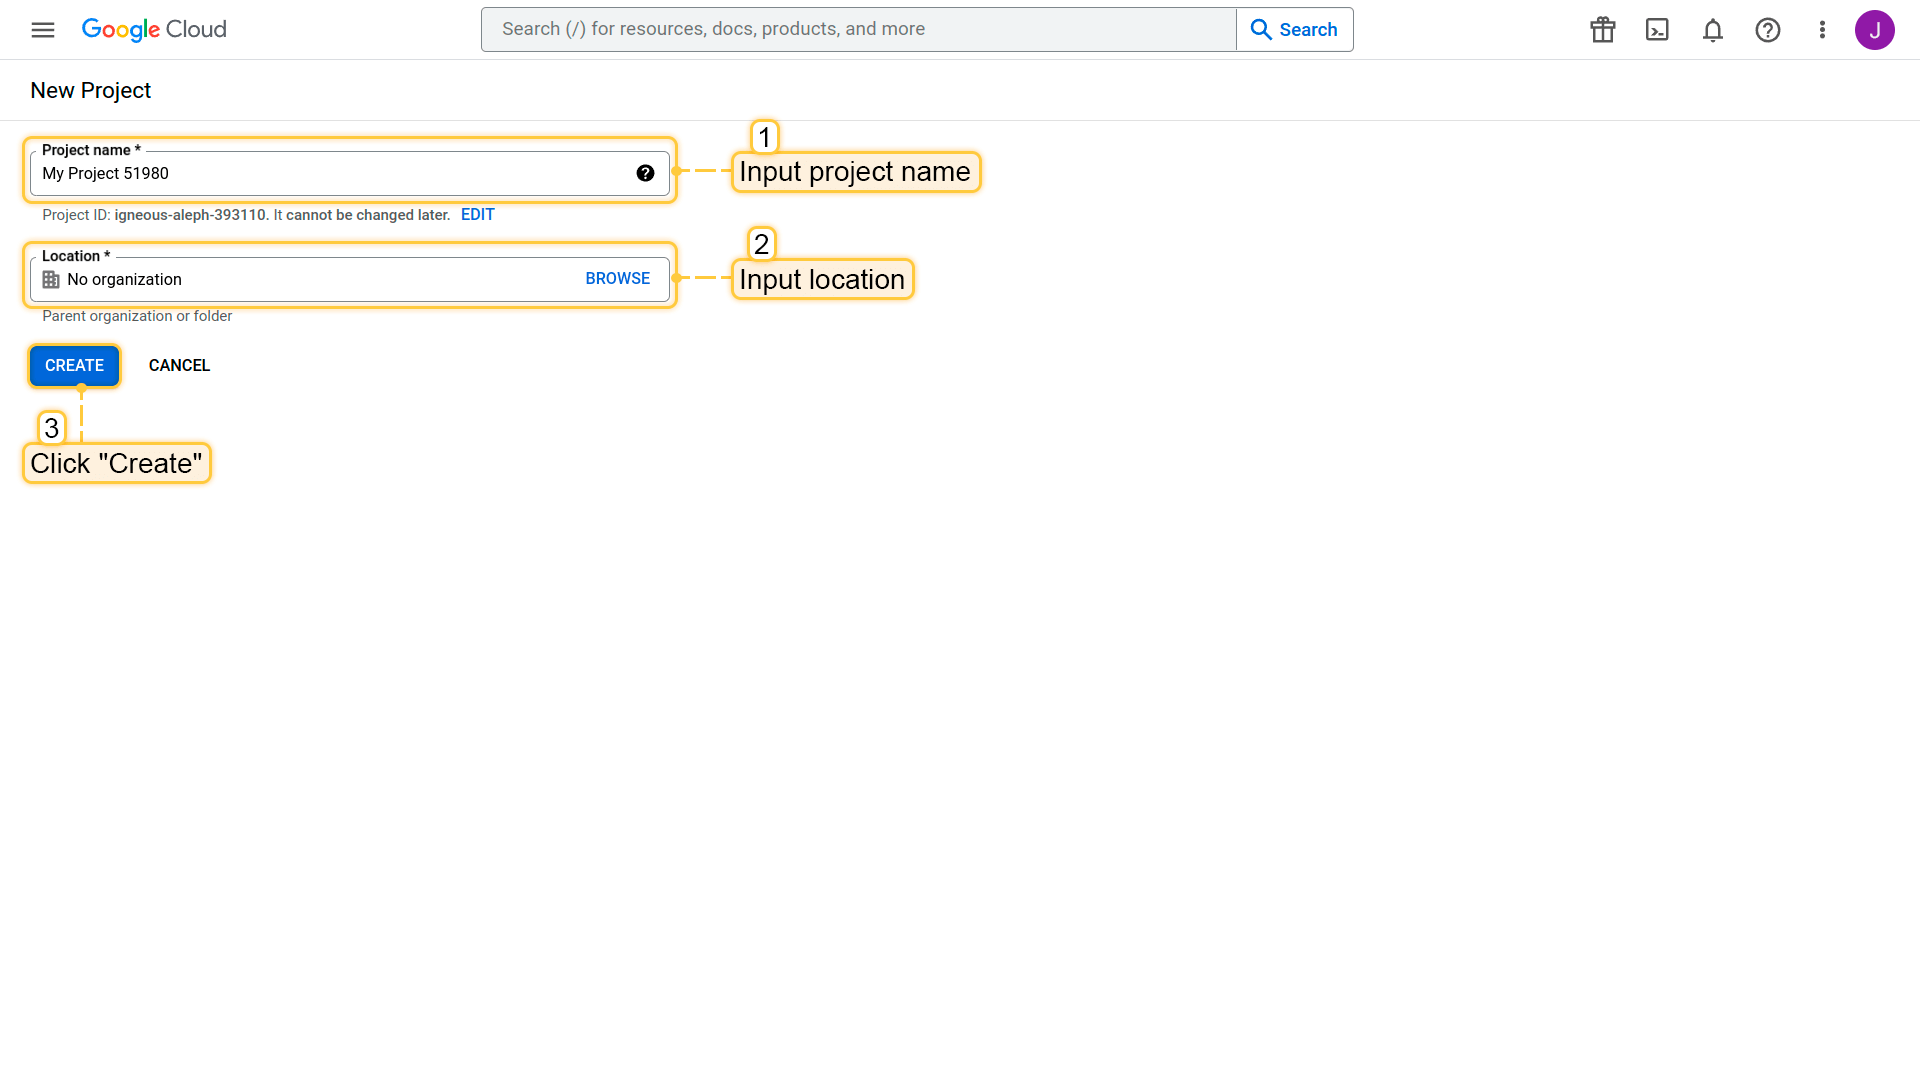 Google Cloud
Search (/) for resources, docs, products, and more
Search
J
New Project
Project name *
My Project 51980
1
Input project name
Project ID: igneous-aleph-393110. It cannot be changed later. EDIT
Location *
No organization
BROWSE
2
Input location
Parent organization or folder
CREATE
CANCEL
3
Click "Create"